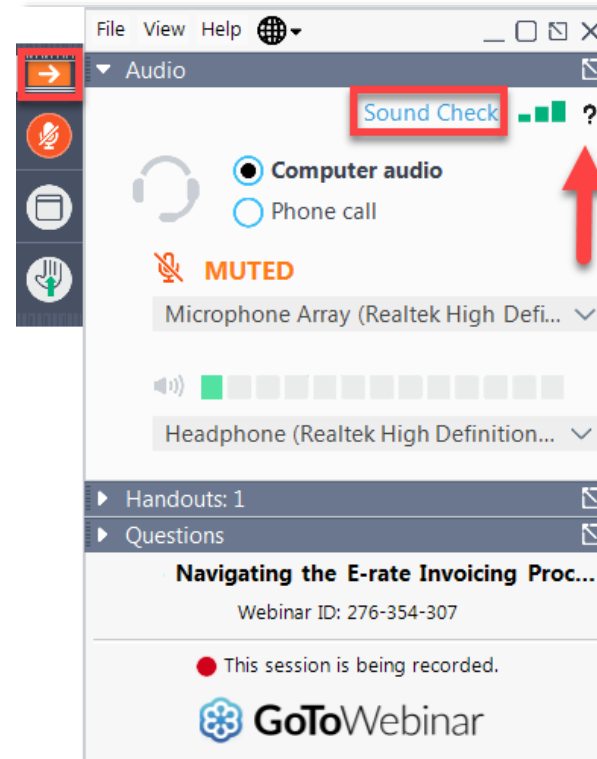 File View Help
Audio
Sound Check ?
Computer audio
Phone call
MUTED
Microphone Array (Realtek High Defi...
Headphone (Realtek High Definition...
Handouts: 1
Questions
Navigating the E-rate Invoicing Proc...
Webinar ID: 276-354-307
This session is being recorded.
GoToWebinar